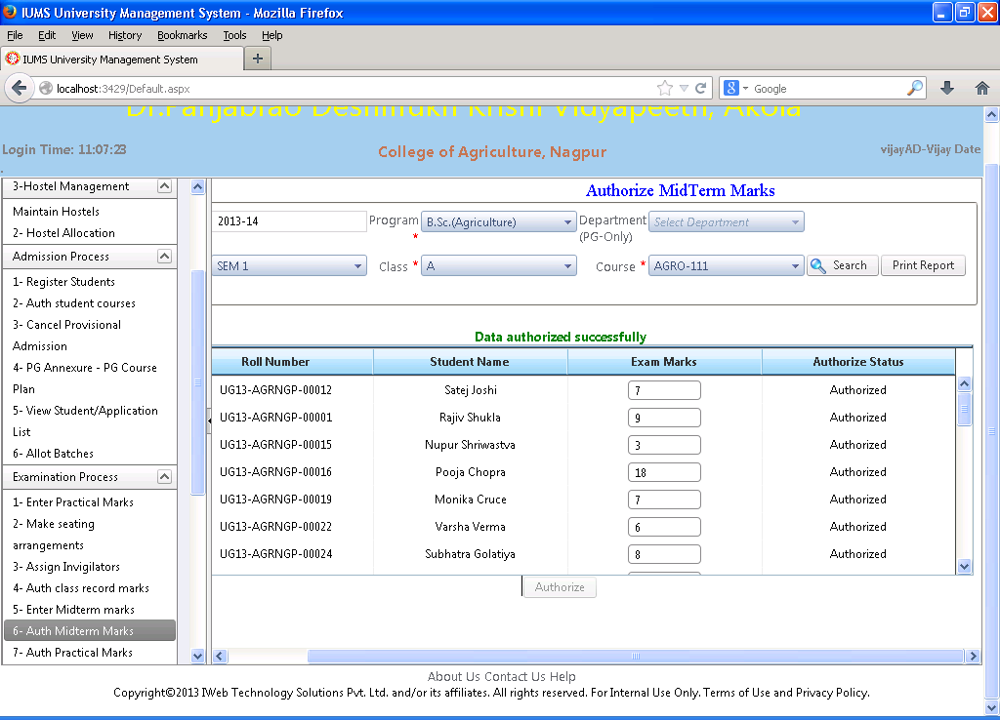 IUMS University Management System - Mozilla Firefox
File Edit View History Bookmarks Tools Help
IUMS University Management System
localhost:3429/Default.aspx
Google
Dr.Panjabrao Deshmukh Krishi Vidyapeeth, Akola
Login Time: 11:07:23
College of Agriculture, Nagpur
vijayAD-Vijay Date
.
3-Hostel Management
Maintain Hostels
2- Hostel Allocation
Admission Process
1- Register Students
2- Auth student courses
3- Cancel Provisional
Admission
4- PG Annexure - PG Course
Plan
5- View Student/Application
List
6- Allot Batches
Examination Process
1- Enter Practical Marks
2- Make seating
arrangements
3- Assign Invigilators
4- Auth class record marks
5- Enter Midterm marks
6- Auth Midterm Marks
7- Auth Practical Marks
Authorize MidTerm Marks
2013-14 Program * B.Sc.(Agriculture) Department Select Department
(PG-Only)
SEM 1 Class * A Course * AGRO-111 Search Print Report
Data authorized successfully
Roll Number Student Name Exam Marks Authorize Status
UG13-AGRNGP-00012 Satej Joshi 7 Authorized
UG13-AGRNGP-00001 Rajiv Shukla 9 Authorized
UG13-AGRNGP-00015 Nupur Shriwastva 3 Authorized
UG13-AGRNGP-00016 Pooja Chopra 18 Authorized
UG13-AGRNGP-00019 Monika Cruce 7 Authorized
UG13-AGRNGP-00022 Varsha Verma 6 Authorized
UG13-AGRNGP-00024 Subhatra Golatiya 8 Authorized
Authorize
About Us Contact Us Help
Copyright©2013 IWeb Technology Solutions Pvt. Ltd. and/or its affiliates. All rights reserved. For Internal Use Only. Terms of Use and Privacy Policy.